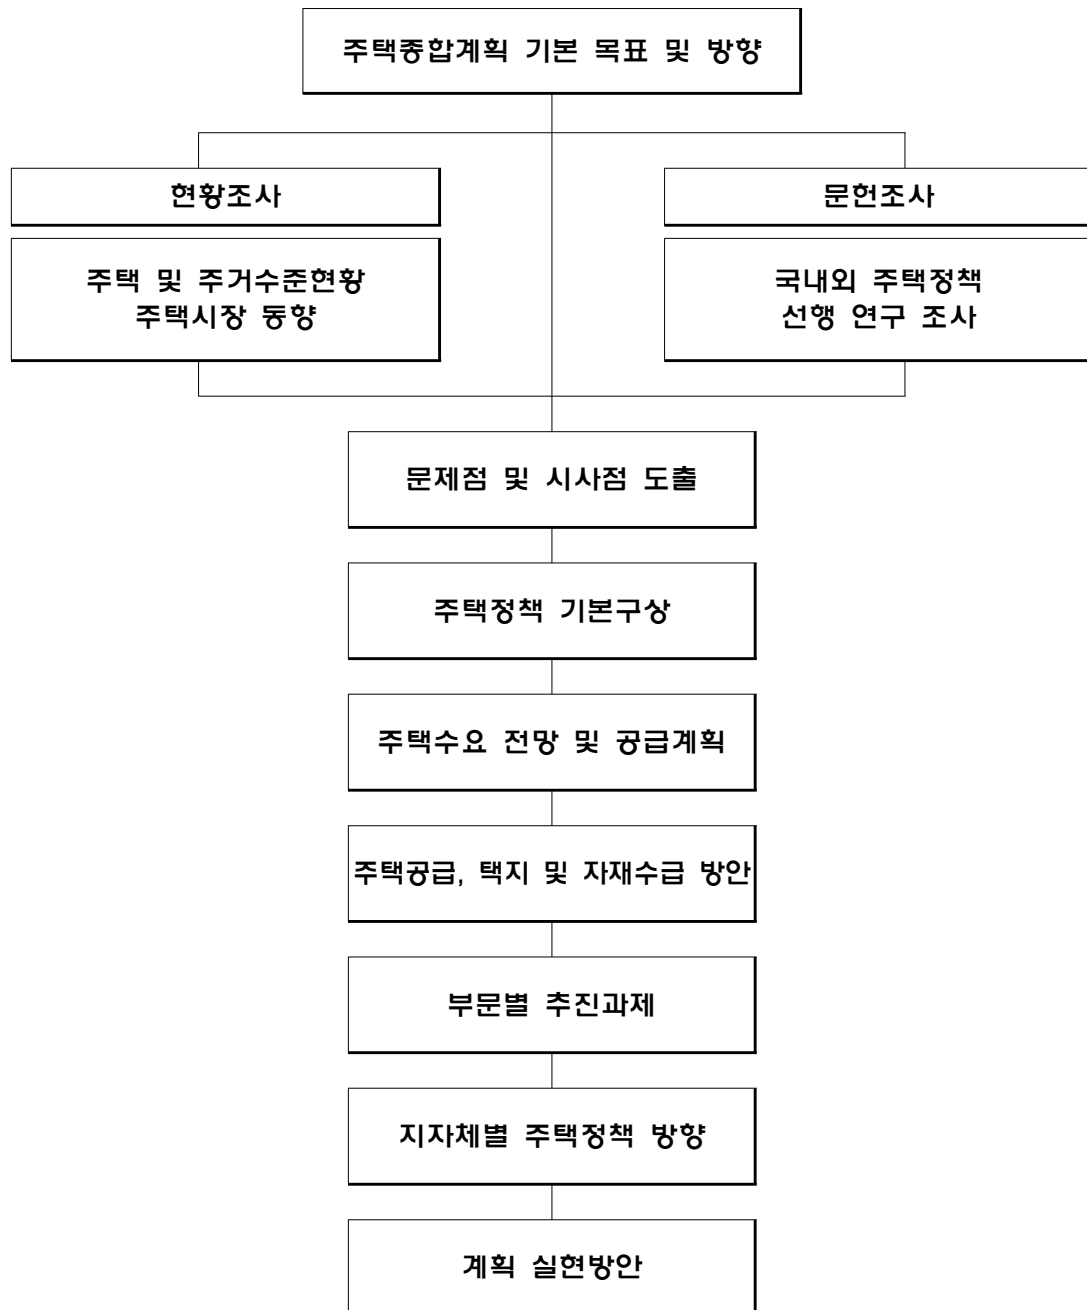 주택종합계획 기본 목표 및 방향
현황조사
주택 및 주거수준현황
주택시장 동향
문헌조사
국내외 주택정책
선행 연구 조사
문제점 및 시사점 도출
주택정책 기본구상
주택수요 전망 및 공급계획
주택공급, 택지 및 자재수급 방안
부문별 추진과제
지자체별 주택정책 방향
계획 실현방안